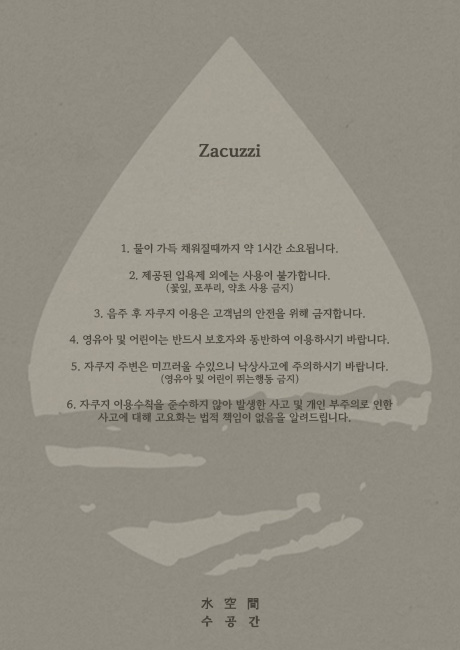 Zacuzzi
1. 물이 가득 채워질때까지 약 1시간 소요됩니다.
2. 제공된 입욕제 외에는 사용이 불가합니다.
(꽃잎, 포푸리, 약초 사용 금지)
3. 음주 후 자쿠지 이용은 고객님의 안전을 위해 금지합니다.
4. 영유아 및 어린이는 반드시 보호자와 동반하여 이용하시기 바랍니다.
5. 자쿠지 주변은 미끄러울 수있으니 낙상사고에 주의하시기 바랍니다.
(영유아 및 어린이 뛰는행동 금지)
6. 자쿠지 이용수칙을 준수하지 않아 발생한 사고 및 개인 부주의로 인한
사고에 대해 고요화는 법적 책임이 없음을 알려드립니다.
水 空 間
수 공 간